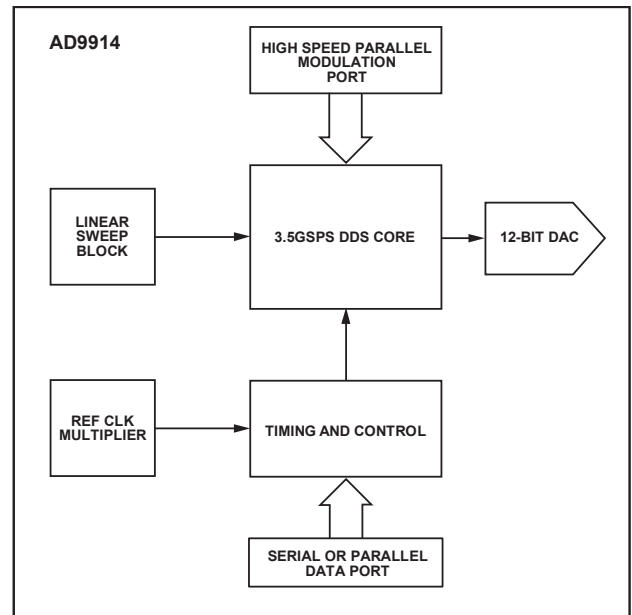 AD9914
HIGH SPEED PARALLEL
MODULATION
PORT
LINEAR
SWEEP
BLOCK
3.5GSPS DDS CORE
12-BIT DAC
REF CLK
MULTIPLIER
TIMING AND CONTROL
SERIAL OR PARALLEL
DATA PORT